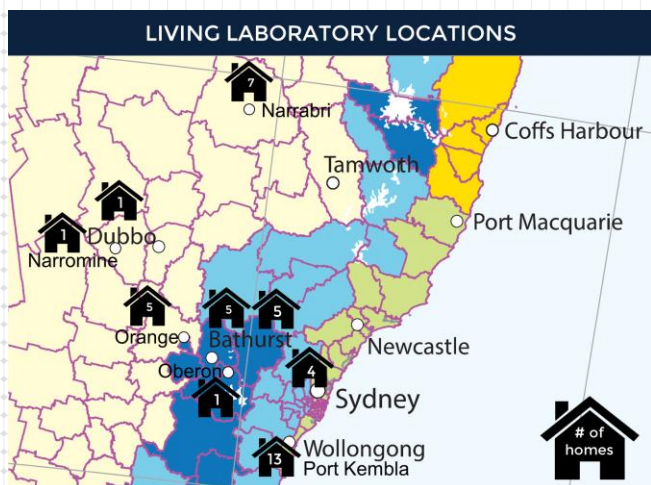 LIVING LABORATORY LOCATIONS
7
Narrabri
Coffs Harbour
Tamworth
1
Port Macquarie
1
Dubbo
Narromine
5
5
5
Orange
Bathurst
Newcastle
Oberon
4
1
Sydney
# of
homes
13
Wollongong
Port Kembla